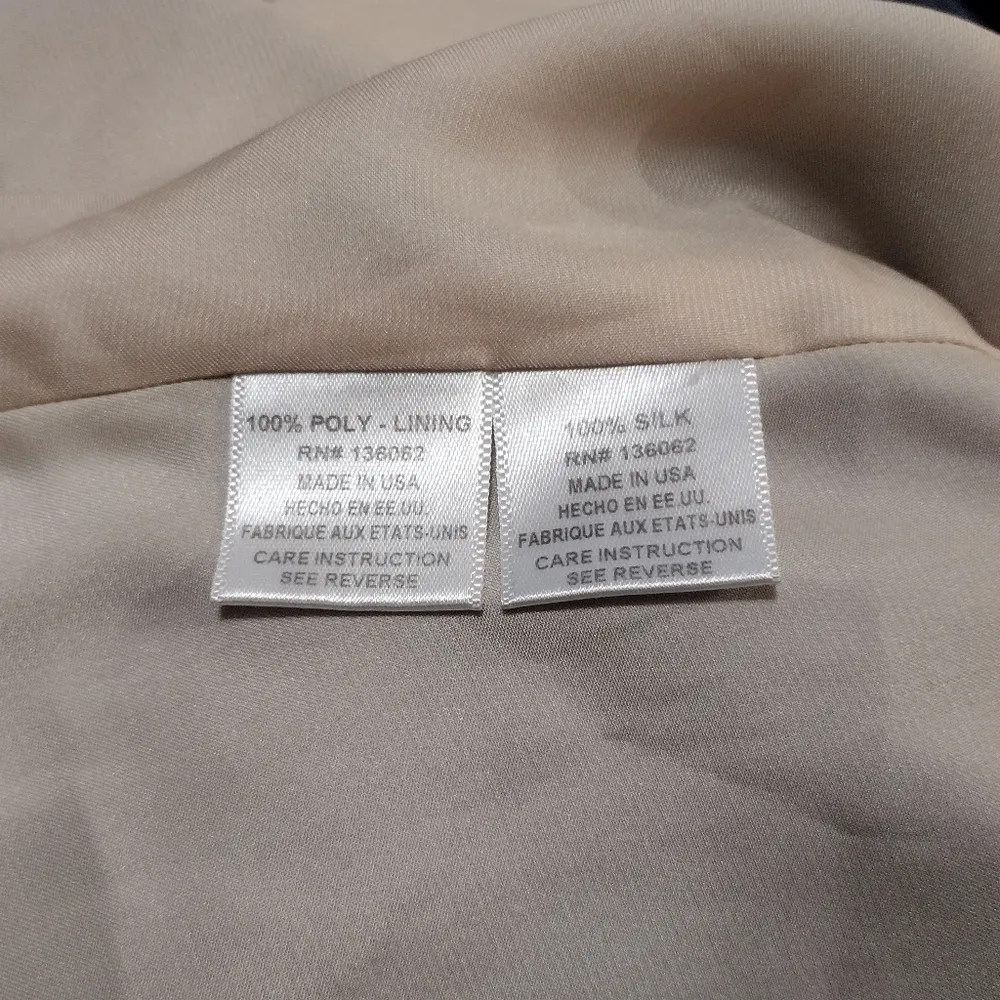 100% POLY - LINING
RN# 136062
MADE IN USA
HECHO EN EE.UU.
FABRIQUE AUX ETATS-UNIS
CARE INSTRUCTION
SEE REVERSE
100% SILK
RN# 136062
MADE IN USA
HECHO EN EE.UU.
FABRIQUE AUX ETATS-UNIS
CARE INSTRUCTION
SEE REVERSE